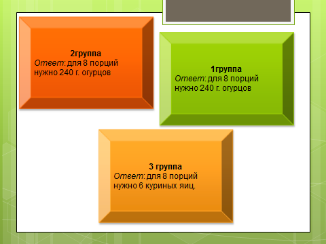 2группа
Ответ: для 8 порций
нужно 240 г. огурцов
1группа
Ответ: для 8 порций
нужно 240 г. огурцов
3 группа
Ответ: для 8 порций
нужно 6 куриных яиц.